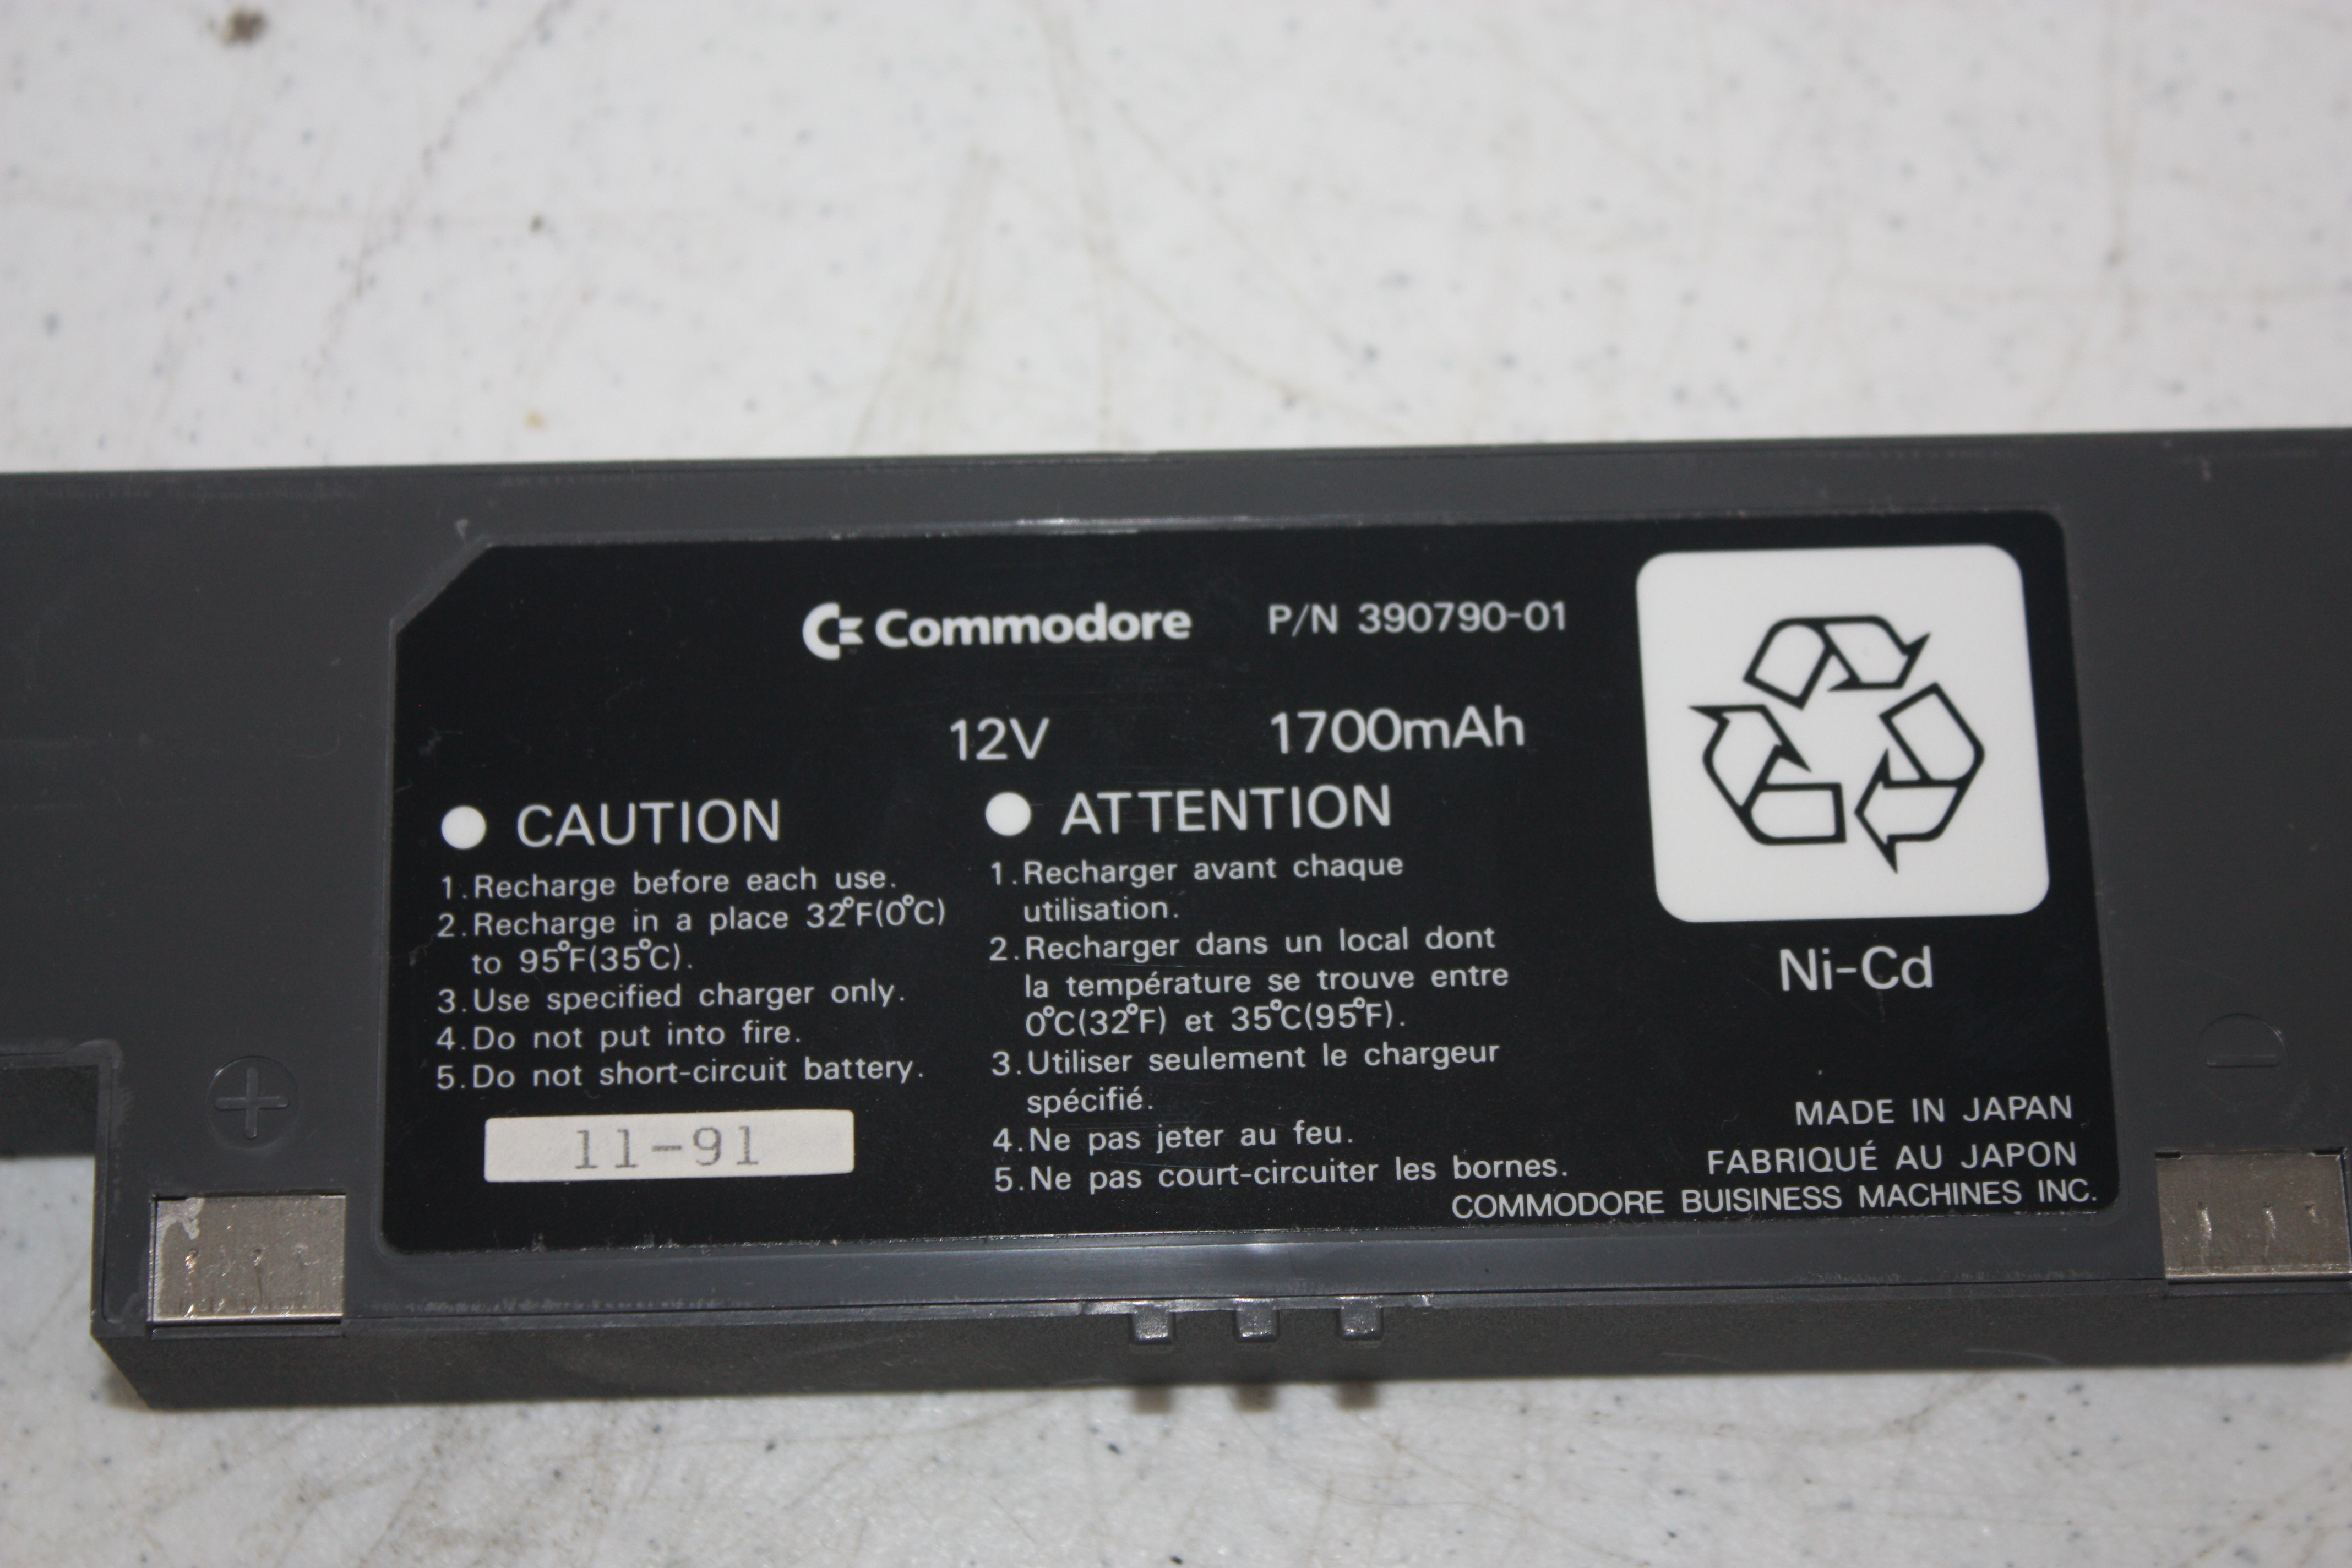 Commodore P/N 390790-01
12V 1700mAh
● CAUTION
1.Recharge before each use.
2.Recharge in a place 32°F(0°C)
to 95°F(35°C).
3.Use specified charger only.
4.Do not put into fire.
5.Do not short-circuit battery.
11-91
● ATTENTION
1.Recharger avant chaque
utilisation.
2.Recharger dans un local dont
la température se trouve entre
0°C(32°F) et 35°C(95°F).
3.Utiliser seulement le chargeur
spécifié.
4.Ne pas jeter au feu.
5.Ne pas court-circuiter les bornes.
Ni-Cd
MADE IN JAPAN
FABRIQUÉ AU JAPON
COMMODORE BUISINESS MACHINES INC.
+
−